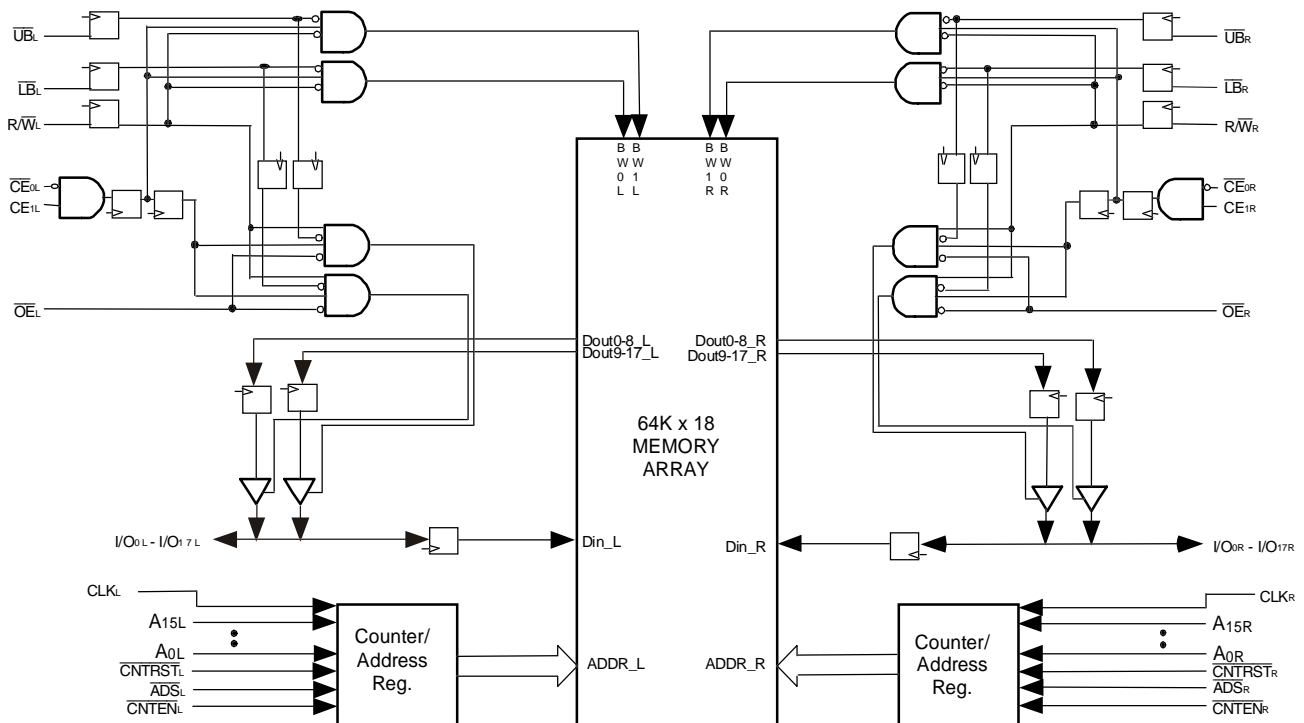 UBL
UBR
LBL
LBR
R/WL
R/WR
B W 0 L
B W 1 L
B W 1 R
B W 0 R
CE0L
CE1L
CE0R
CE1R
OEL
OER
Dout0-8_L
Dout9-17_L
Dout0-8_R
Dout9-17_R
64K x 18
MEMORY
ARRAY
I/O0L - I/O17L
Din_L
Din_R
I/O0R - I/O17R
CLKL
CLKR
A15L
A15R
Counter/
Address
Reg.
Counter/
Address
Reg.
A0L
A0R
ADDR_L
ADDR_R
CNTRSTL
CNTRSTR
ADSL
ADSR
CNTENL
CNTENR